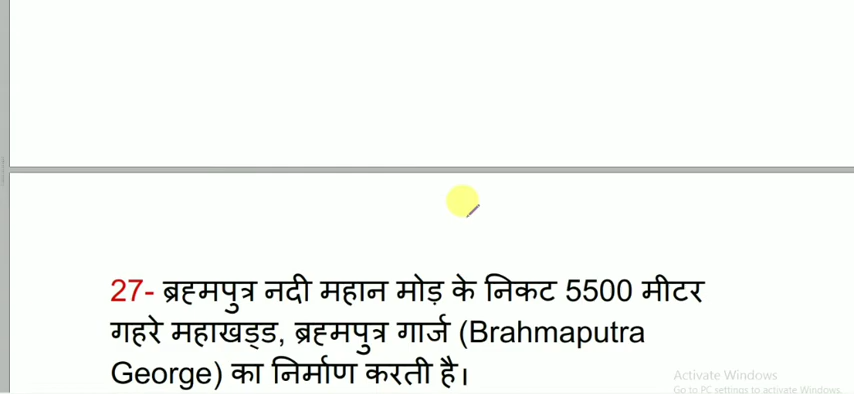 27- ब्रह्मपुत्र नदी महान मोड़ के निकट 5500 मीटर
गहरे महाखड्ड, ब्रह्मपुत्र गार्ज (Brahmaputra
George) का निर्माण करती है।
Activate Windows
Go to PC settings to activate Windows.